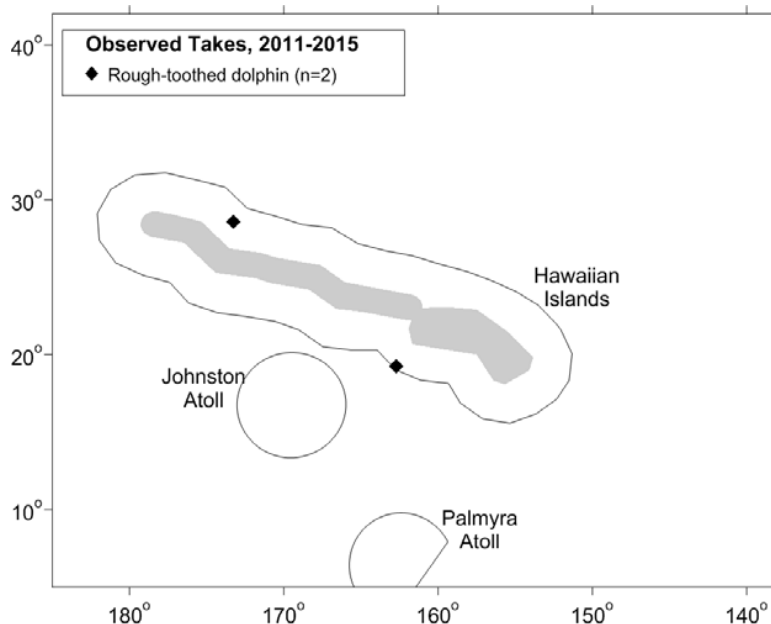 Observed Takes, 2011-2015
Rough-toothed dolphin (n=2)
40°
30°
20°
10°
Hawaiian
Islands
Johnston
Atoll
Palmyra
Atoll
180°
170°
160°
150°
140°